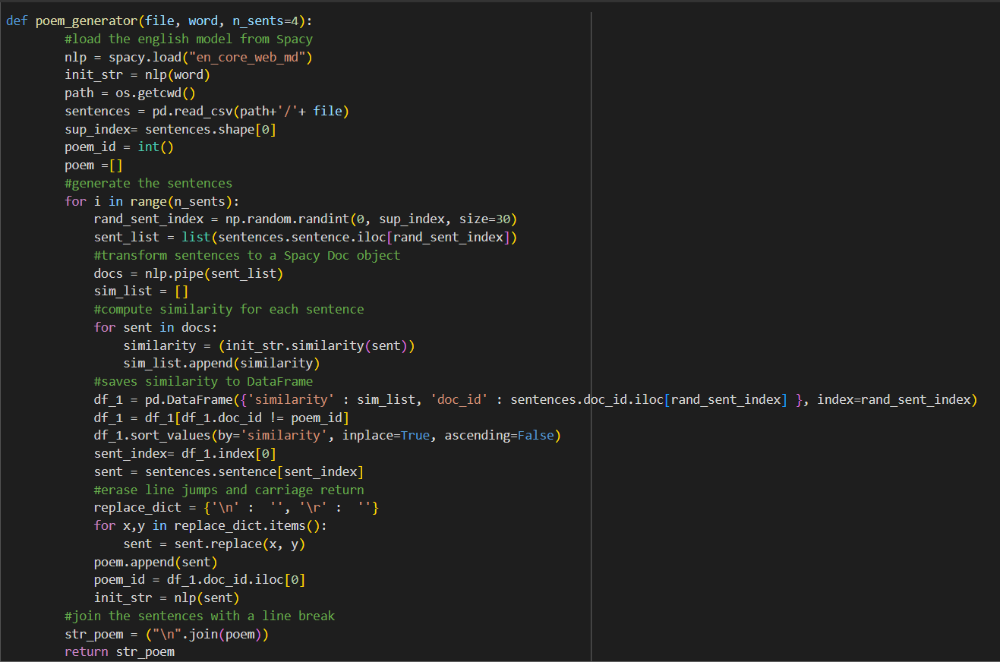 def poem_generator(file, word, n_sents=4):
        #load the english model from Spacy
        nlp = spacy.load("en_core_web_md")
        init_str = nlp(word)
        path = os.getcwd()
        sentences = pd.read_csv(path+'/'+ file)
        sup_index= sentences.shape[0]
        poem_id = int()
        poem =[]
        #generate the sentences
        for i in range(n_sents):
            rand_sent_index = np.random.randint(0, sup_index, size=30)
            sent_list = list(sentences.sentence.iloc[rand_sent_index])
            #transform sentences to a Spacy Doc object
            docs = nlp.pipe(sent_list)
            sim_list = []
            #compute similarity for each sentence
            for sent in docs:
                similarity = (init_str.similarity(sent))
                sim_list.append(similarity)
            #saves similarity to DataFrame
            df_1 = pd.DataFrame({'similarity' : sim_list, 'doc_id' : sentences.doc_id.iloc[rand_sent_index] }, index=rand_sent_index)
            df_1 = df_1[df_1.doc_id != poem_id]
            df_1.sort_values(by='similarity', inplace=True, ascending=False)
            sent_index= df_1.index[0]
            sent = sentences.sentence[sent_index]
            #erase line jumps and carriage return
            replace_dict = {'\n' :  '', '\r' :  ''}
            for x,y in replace_dict.items():
                sent = sent.replace(x, y)
            poem.append(sent)
            poem_id = df_1.doc_id.iloc[0]
            init_str = nlp(sent)
        #join the sentences with a line break
        str_poem = ("\n".join(poem))
        return str_poem